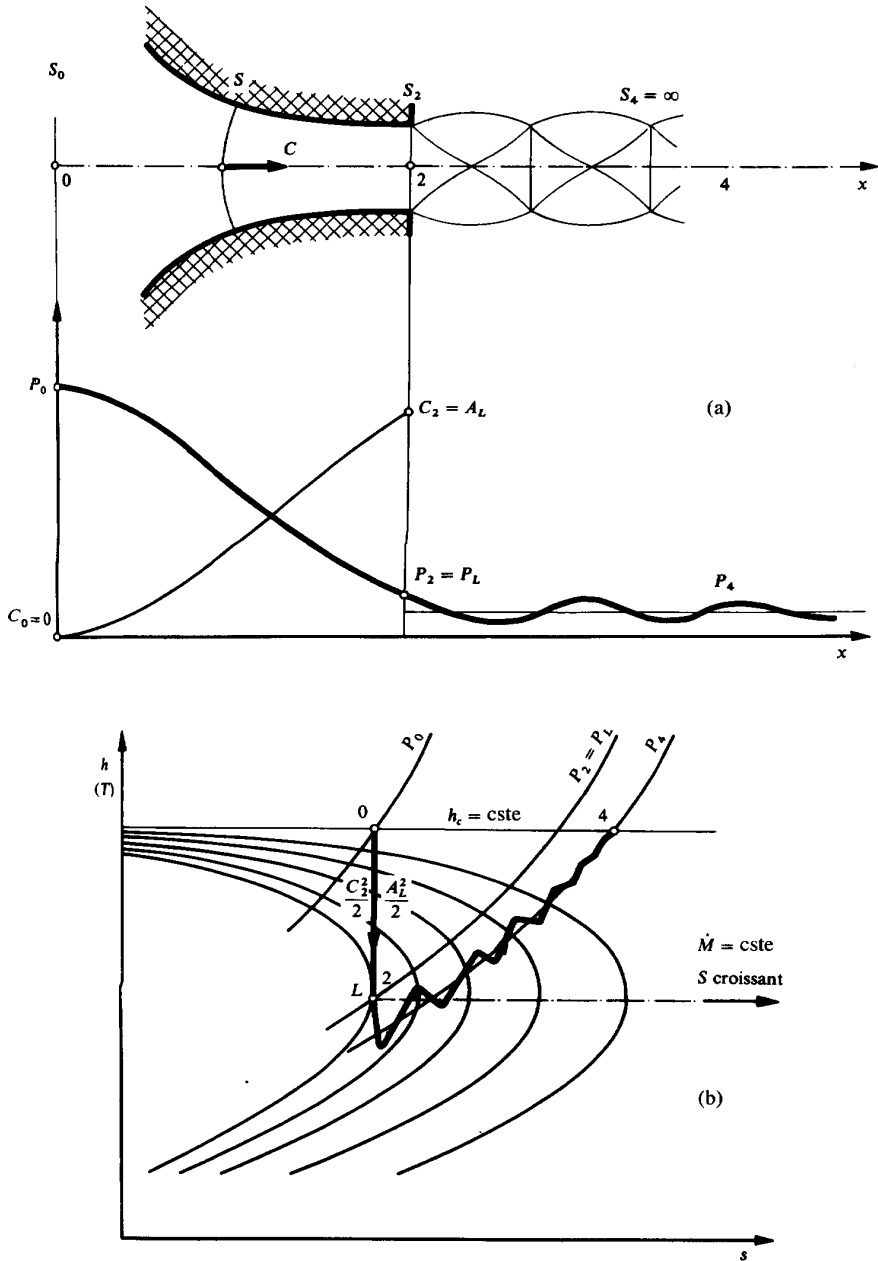 S₀
S
S₂
S₄ = ∞
C
0
2
4
x
P₀
C₂ = A_L
(a)
P₂ = P_L
P₄
C₀=0
x
h
(T)
P₀
P₂ = P_L
P₄
0
h_c = cste
4
C₂²/2
A_L²/2
Ṁ = cste
S croissant
L
2
(b)
s